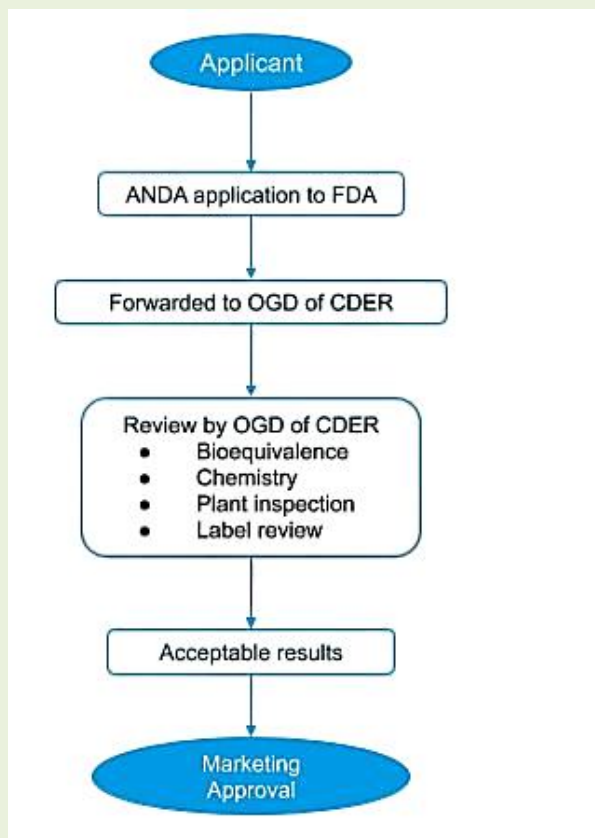 Applicant
ANDA application to FDA
Forwarded to OGD of CDER
Review by OGD of CDER
● Bioequivalence
● Chemistry
● Plant inspection
● Label review
Acceptable results
Marketing
Approval